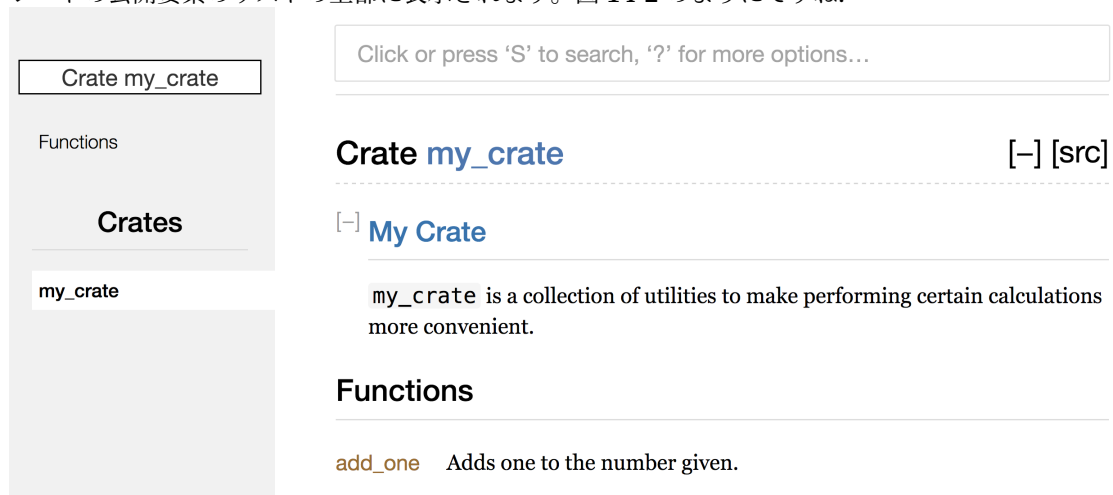 Crate my_crate
Functions
Crates
my_crate
Click or press ‘S’ to search, ‘?’ for more options…
Crate my_crate [–] [src]
[–] My Crate
my_crate is a collection of utilities to make performing certain calculations
more convenient.
Functions
add_one Adds one to the number given.